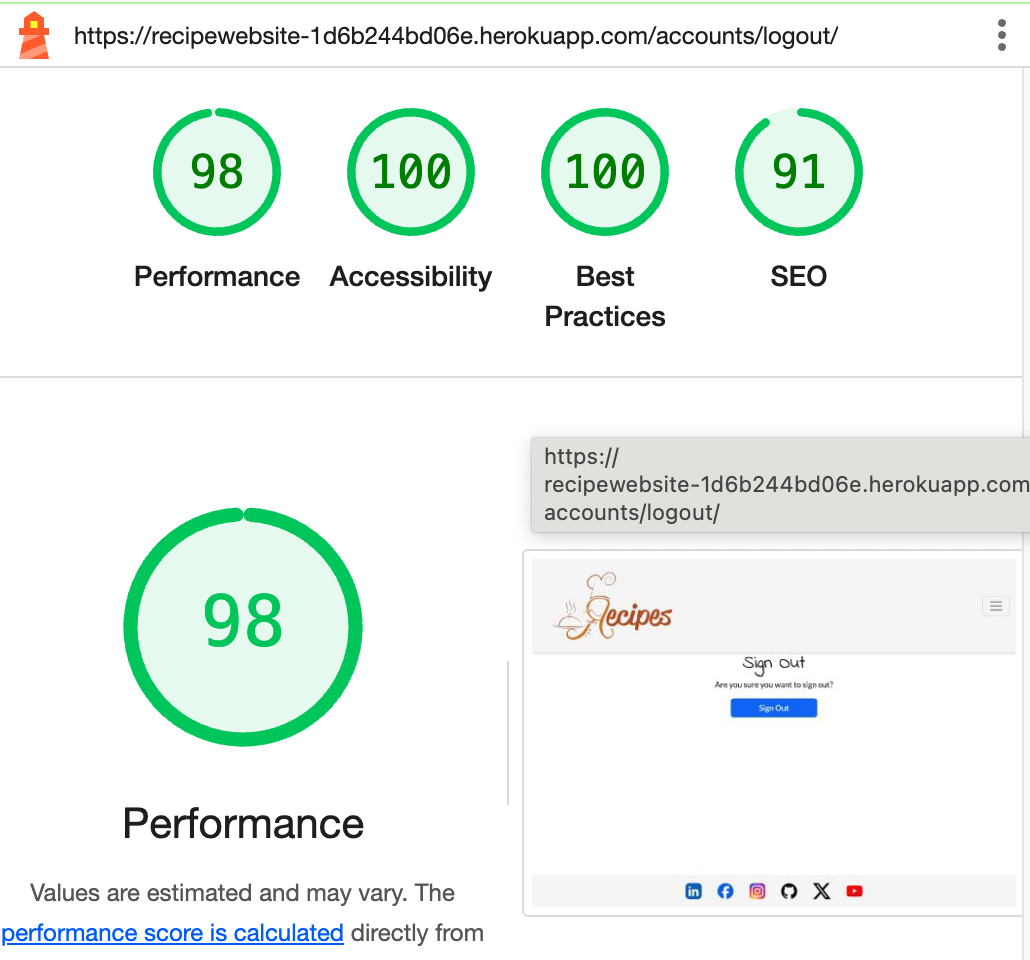 https://recipewebsite-1d6b244bd06e.herokuapp.com/accounts/logout/
98
100
100
91
Performance
Accessibility
Best
Practices
SEO
https://
recipewebsite-1d6b244bd06e.herokuapp.com
accounts/logout/
98
Recipes
Sign Out
Are you sure you want to sign out?
Sign Out
in
Performance
Values are estimated and may vary. The
performance score is calculated directly from